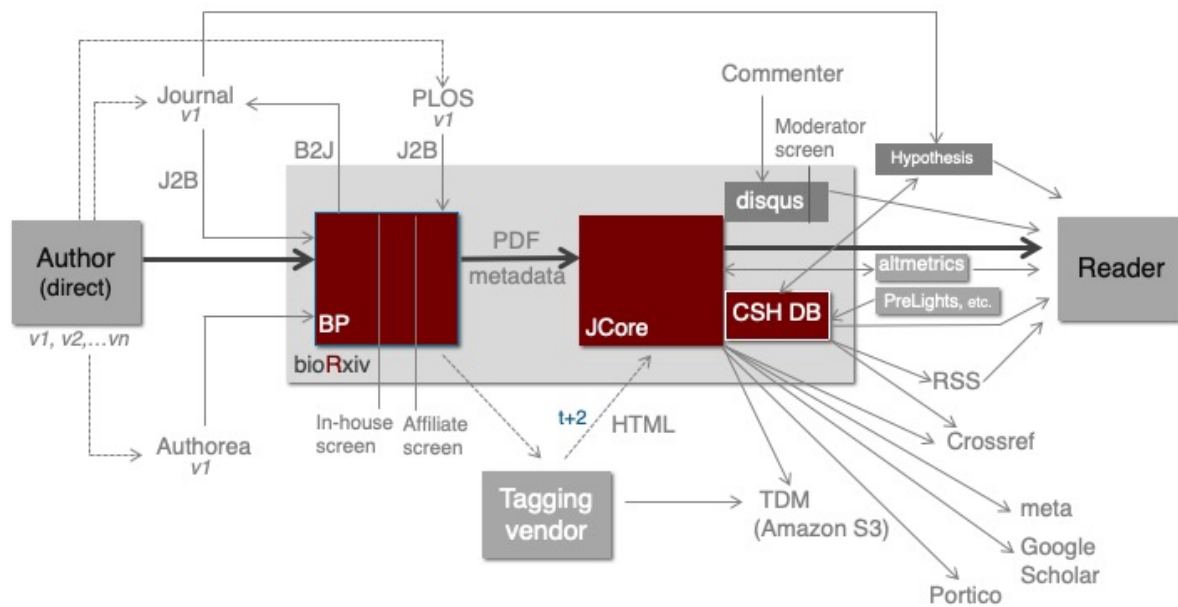 Commenter
Journal
v1
PLOS
v1
Moderator
screen
B2J
J2B
J2B
Hypothesis
disqus
Author
(direct)
PDF
metadata
altmetrics
Reader
PreLights, etc.
CSH DB
BP
JCore
v1, v2,...vn
bioRxiv
RSS
In-house
screen
Affiliate
screen
t+2
HTML
Authorea
v1
Crossref
Tagging
vendor
TDM
(Amazon S3)
meta
Google
Scholar
Portico